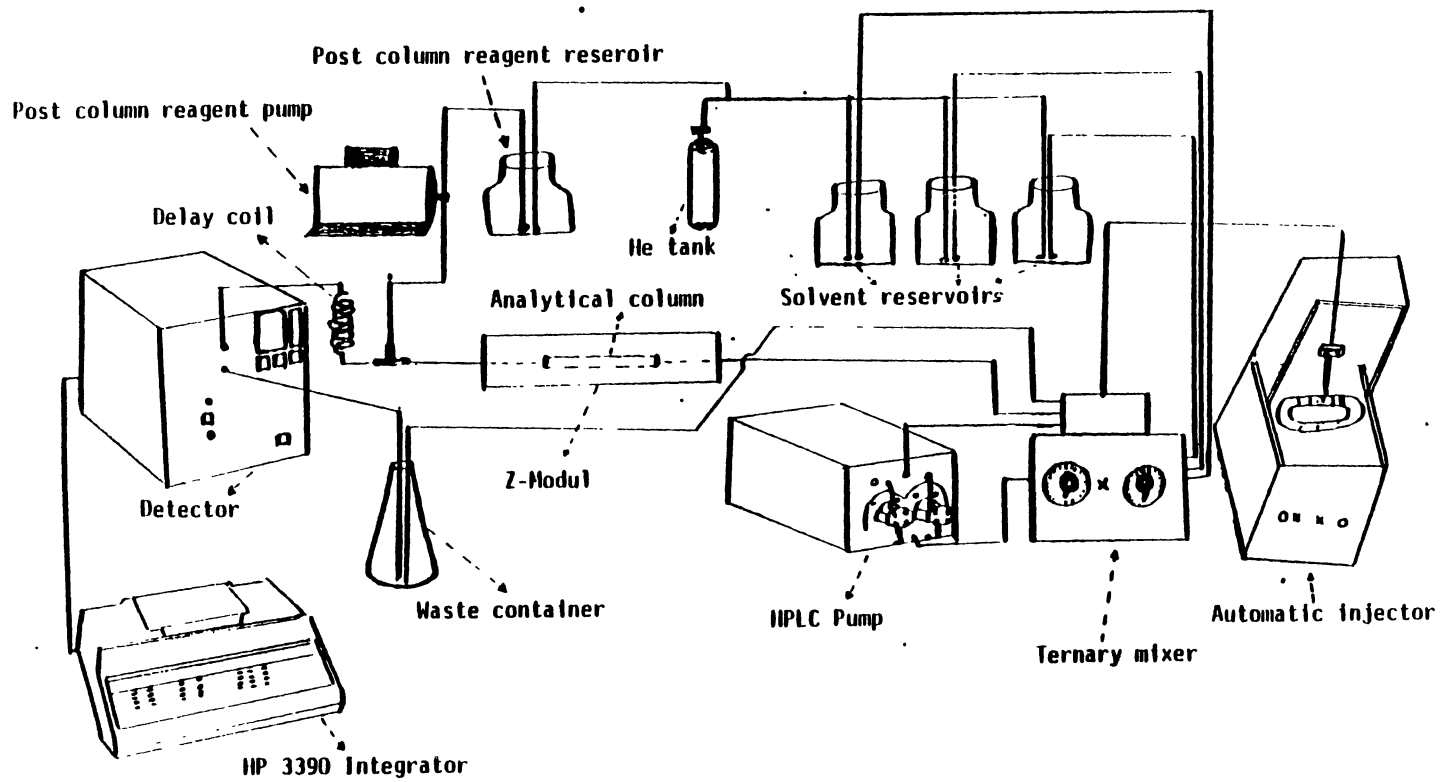 Post column reagent reseroir
Post column reagent pump
Delay coil
He tank
Analytical column
Solvent reservoirs
Z-Modul
Detector
Waste container
HPLC Pump
Automatic injector
Ternary mixer
HP 3390 Integrator